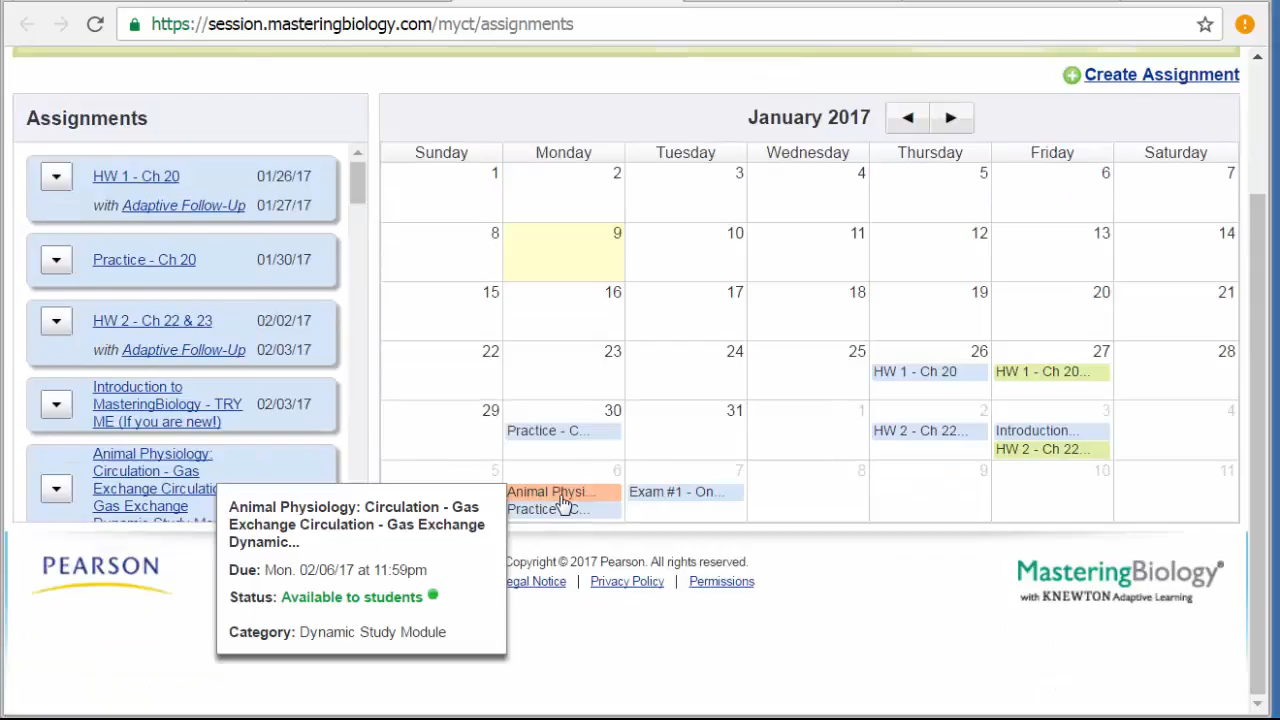 https://session.masteringbiology.com/myct/assignments
Create Assignment
Assignments
HW 1 - Ch 20 01/26/17
with Adaptive Follow-Up 01/27/17
Practice - Ch 20 01/30/17
HW 2 - Ch 22 & 23 02/02/17
with Adaptive Follow-Up 02/03/17
Introduction to
MasteringBiology - TRY
ME (If you are new!)
02/03/17
Animal Physiology:
Circulation - Gas
Exchange Circulatio
Gas Exchange
January 2017
Sunday Monday Tuesday Wednesday Thursday Friday Saturday
1 2 3 4 5 6 7
8 9 10 11 12 13 14
15 16 17 18 19 20 21
22 23 24 25 26 27 28
HW 1 - Ch 20 HW 1 - Ch 20...
29 30 31 1 2 3 4
Practice - C... HW 2 - Ch 22... Introduction...
HW 2 - Ch 22...
5 6 7 8 9 10 11
Animal Physi... Exam #1 - On...
Practice C...
Animal Physiology: Circulation - Gas
Exchange Circulation - Gas Exchange
Dynamic...
Due: Mon. 02/06/17 at 11:59pm
Status: Available to students
Category: Dynamic Study Module
PEARSON
Copyright © 2017 Pearson. All rights reserved.
egal Notice | Privacy Policy | Permissions
MasteringBiology®
with KNEWTON Adaptive Learning